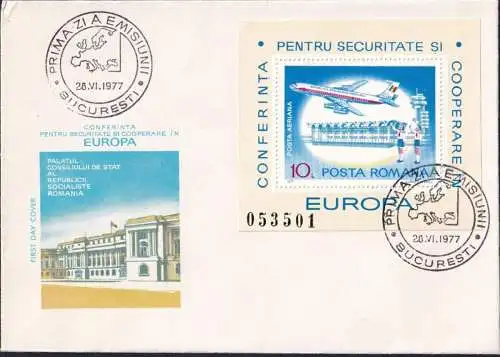 PRIMA ZI A EMISIUNII
28.VI.1977
BUCURESTI
CONFERINTA
PENTRU SECURITATE SI COOPERARE IN
EUROPA
PALATUL
CONSILIULUI DE STAT
AL
REPUBLICII
SOCIALISTE
ROMANIA
FIRST DAY COVER
CONFERINTA
PENTRU SECURITATE SI
COOPERARE IN
EUROPA
POSTA AERIANA
10L
POSTA ROMANA
053501
PRIMA ZI A EMISIUNII
28.VI.1977
BUCURESTI